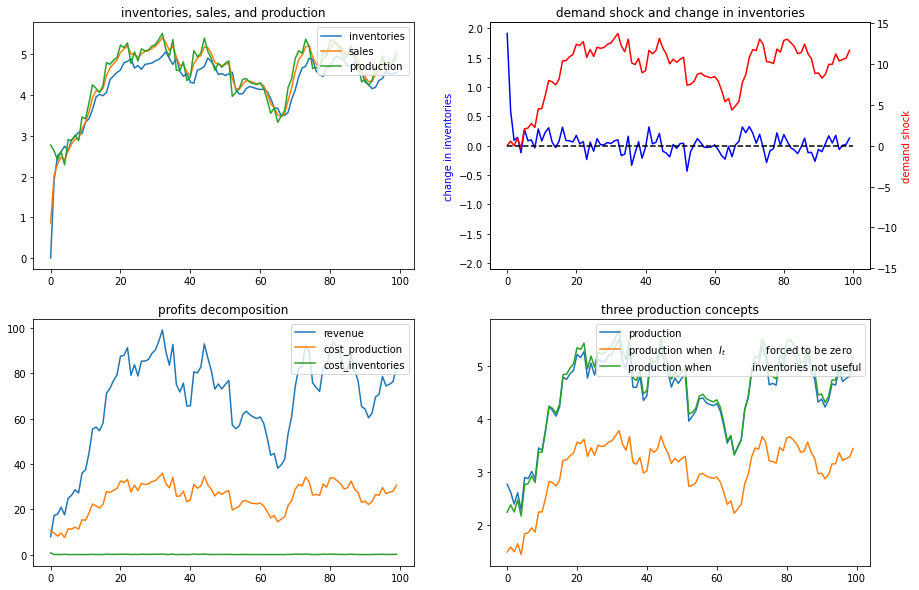 inventories, sales, and production
inventories
sales
production
5
4
3
2
1
0
0 20 40 60 80 100
demand shock and change in inventories
change in inventories
2.0
1.5
1.0
0.5
0.0
−0.5
−1.0
−1.5
−2.0
15
10
5
0
−5
−10
−15
demand shock
0 20 40 60 80 100
profits decomposition
revenue
cost_production
cost_inventories
100
80
60
40
20
0
0 20 40 60 80 100
three production concepts
production
production when I_t forced to be zero
production when inventories not useful
5
4
3
2
0 20 40 60 80 100